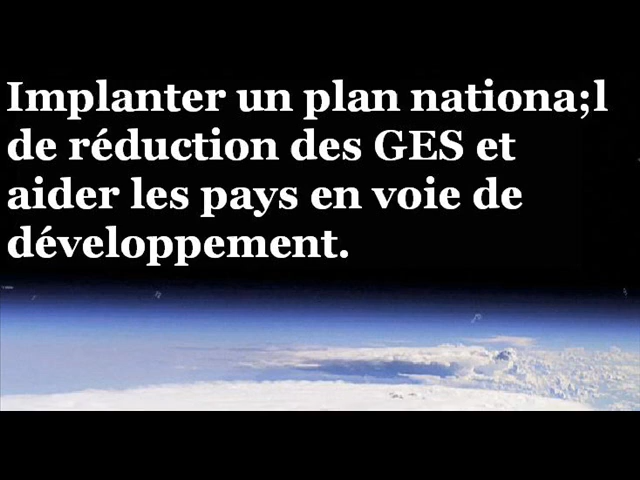 Implanter un plan nationa;l
de réduction des GES et
aider les pays en voie de
développement.